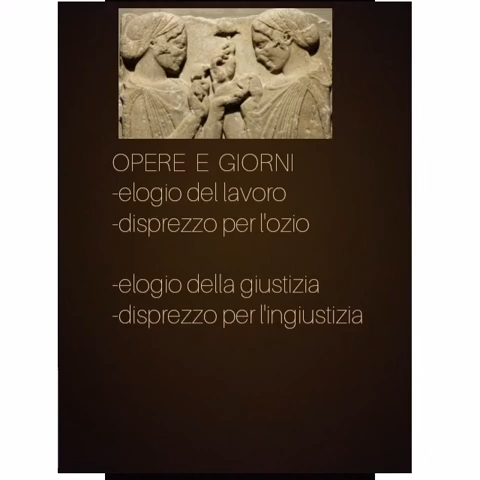 OPERE E GIORNI
-elogio del lavoro
-disprezzo per l'ozio
-elogio della giustizia
-disprezzo per l'ingiustizia